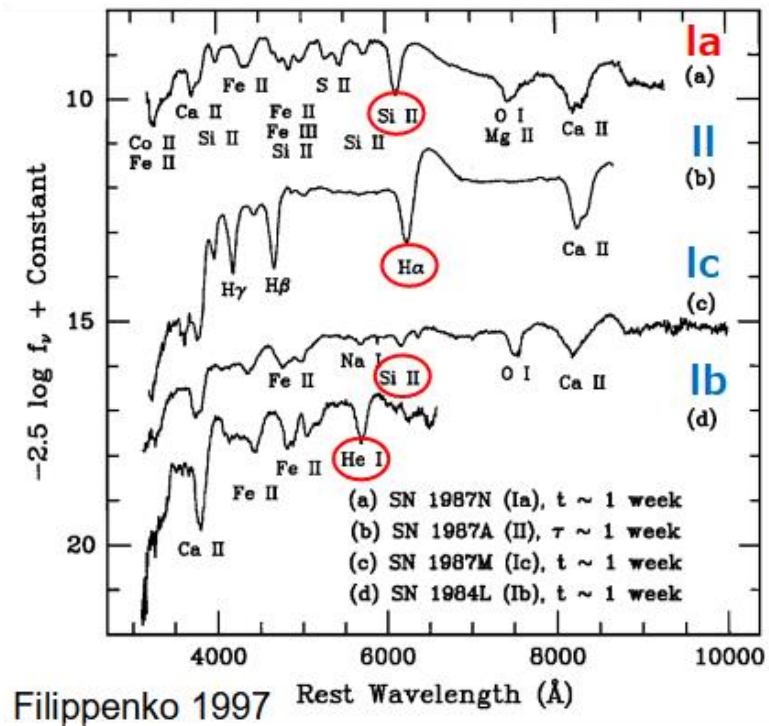 Ia
(a)
10
Fe II
S II
Ca II
Si II
O I
Si II
Fe II
Fe III
Si II
Si II
Mg II
Ca II
Co II
Fe II
II
(b)
-2.5 log fν + Constant
Hγ
Hβ
Hα
Ca II
Ic
(c)
15
Na I
Fe II
Si II
O I
Ca II
Ib
(d)
Fe II
Fe II
He I
Ca II
20
(a) SN 1987N (Ia), t ~ 1 week
(b) SN 1987A (II), τ ~ 1 week
(c) SN 1987M (Ic), t ~ 1 week
(d) SN 1984L (Ib), t ~ 1 week
4000 6000 8000 10000
Filippenko 1997
Rest Wavelength (Å)